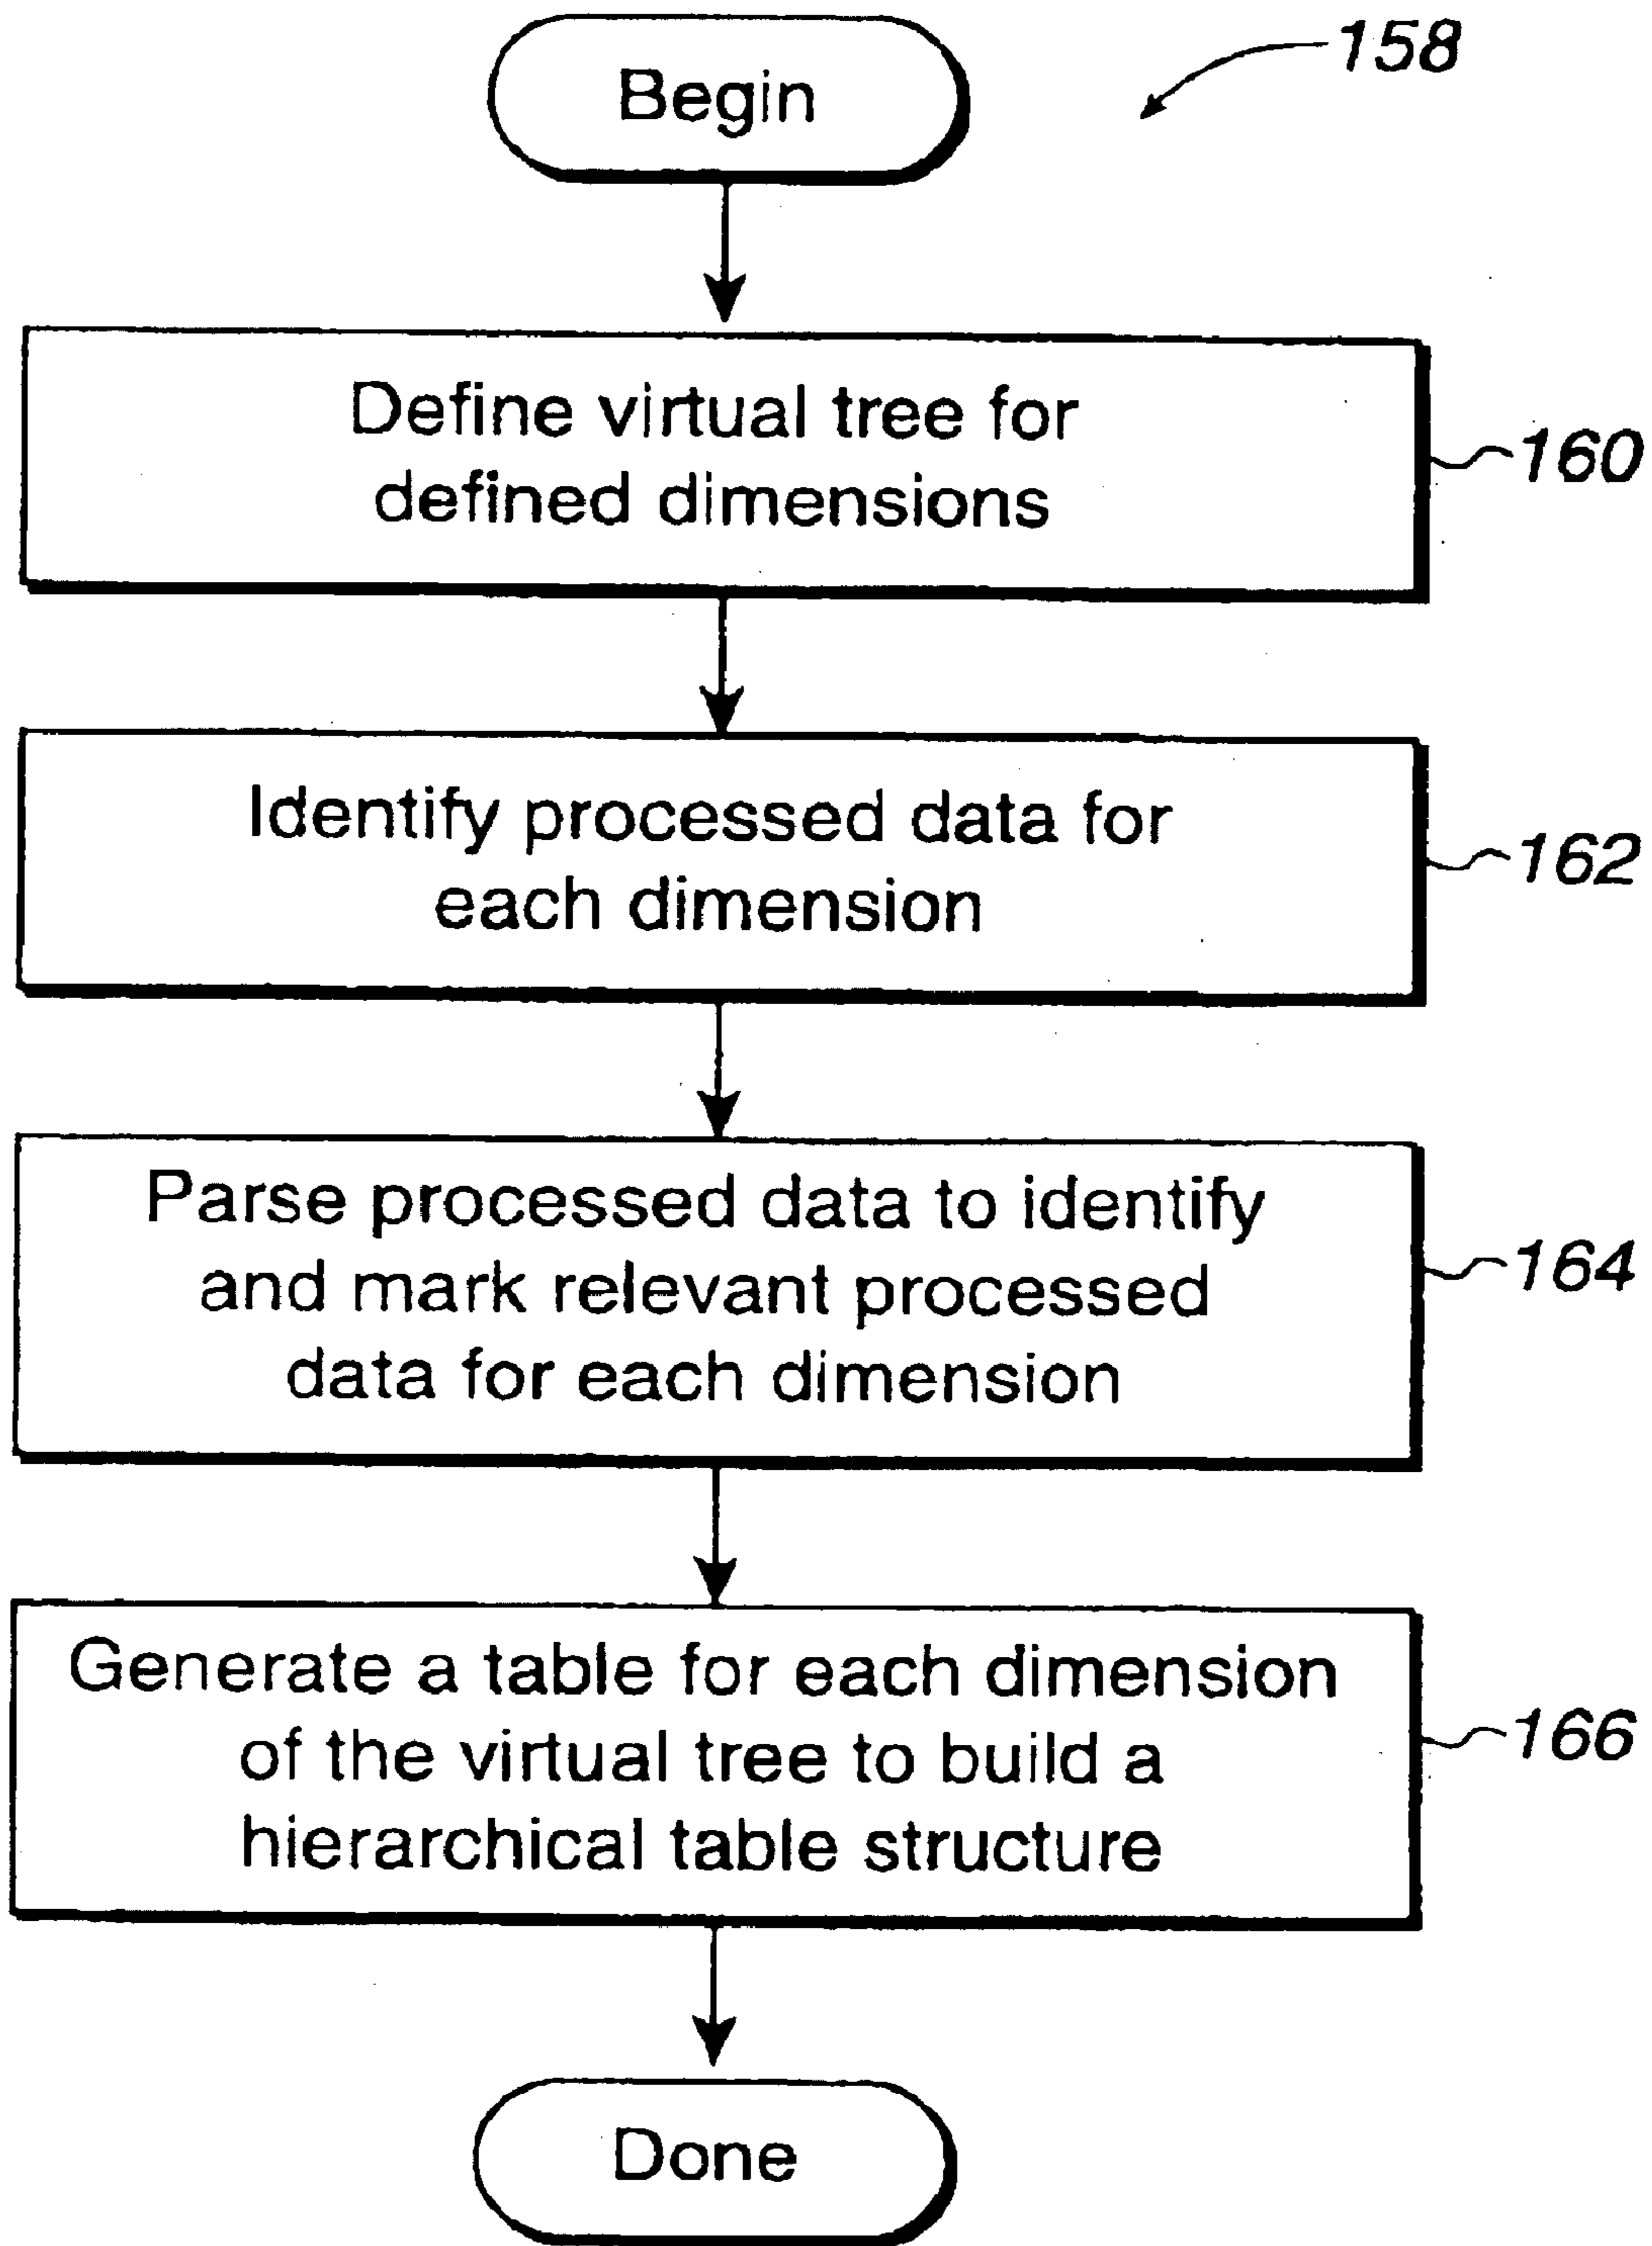 158
Begin
Define virtual tree for
defined dimensions
160
Identify processed data for
each dimension
162
Parse processed data to identify
and mark relevant processed
data for each dimension
164
Generate a table for each dimension
of the virtual tree to build a
hierarchical table structure
166
Done